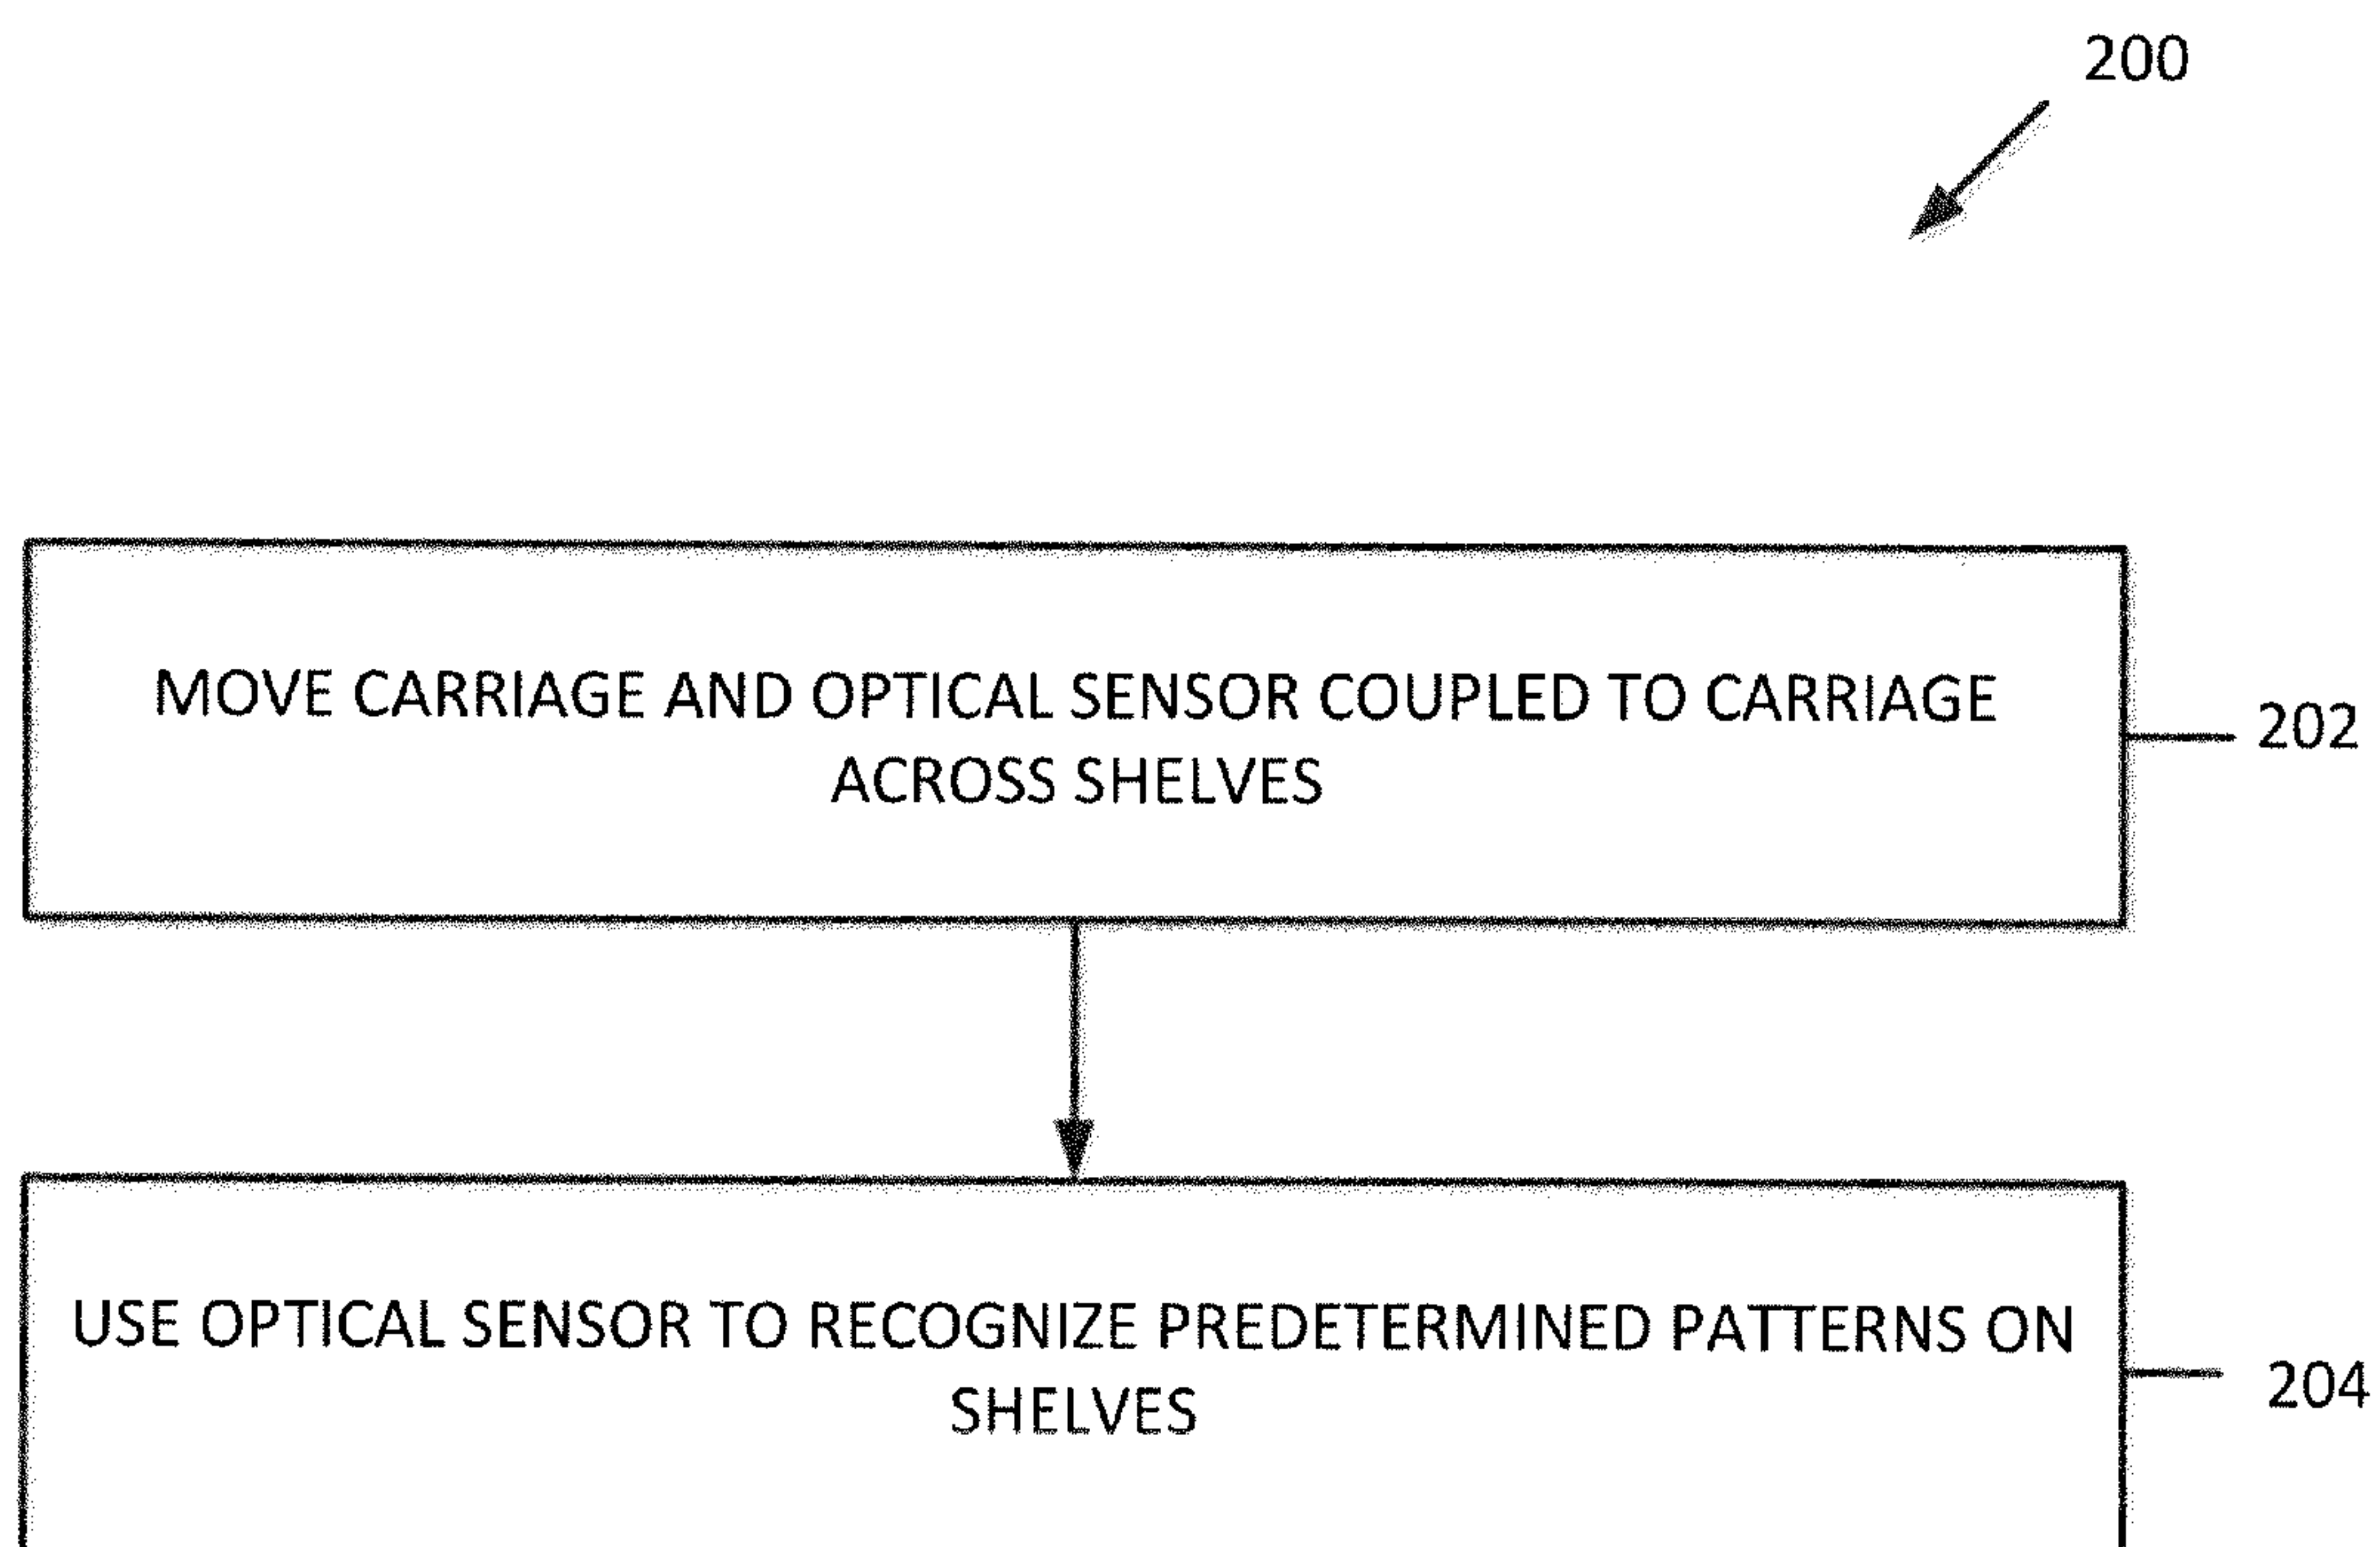 200
MOVE CARRIAGE AND OPTICAL SENSOR COUPLED TO CARRIAGE
ACROSS SHELVES
202
USE OPTICAL SENSOR TO RECOGNIZE PREDETERMINED PATTERNS ON
SHELVES
204